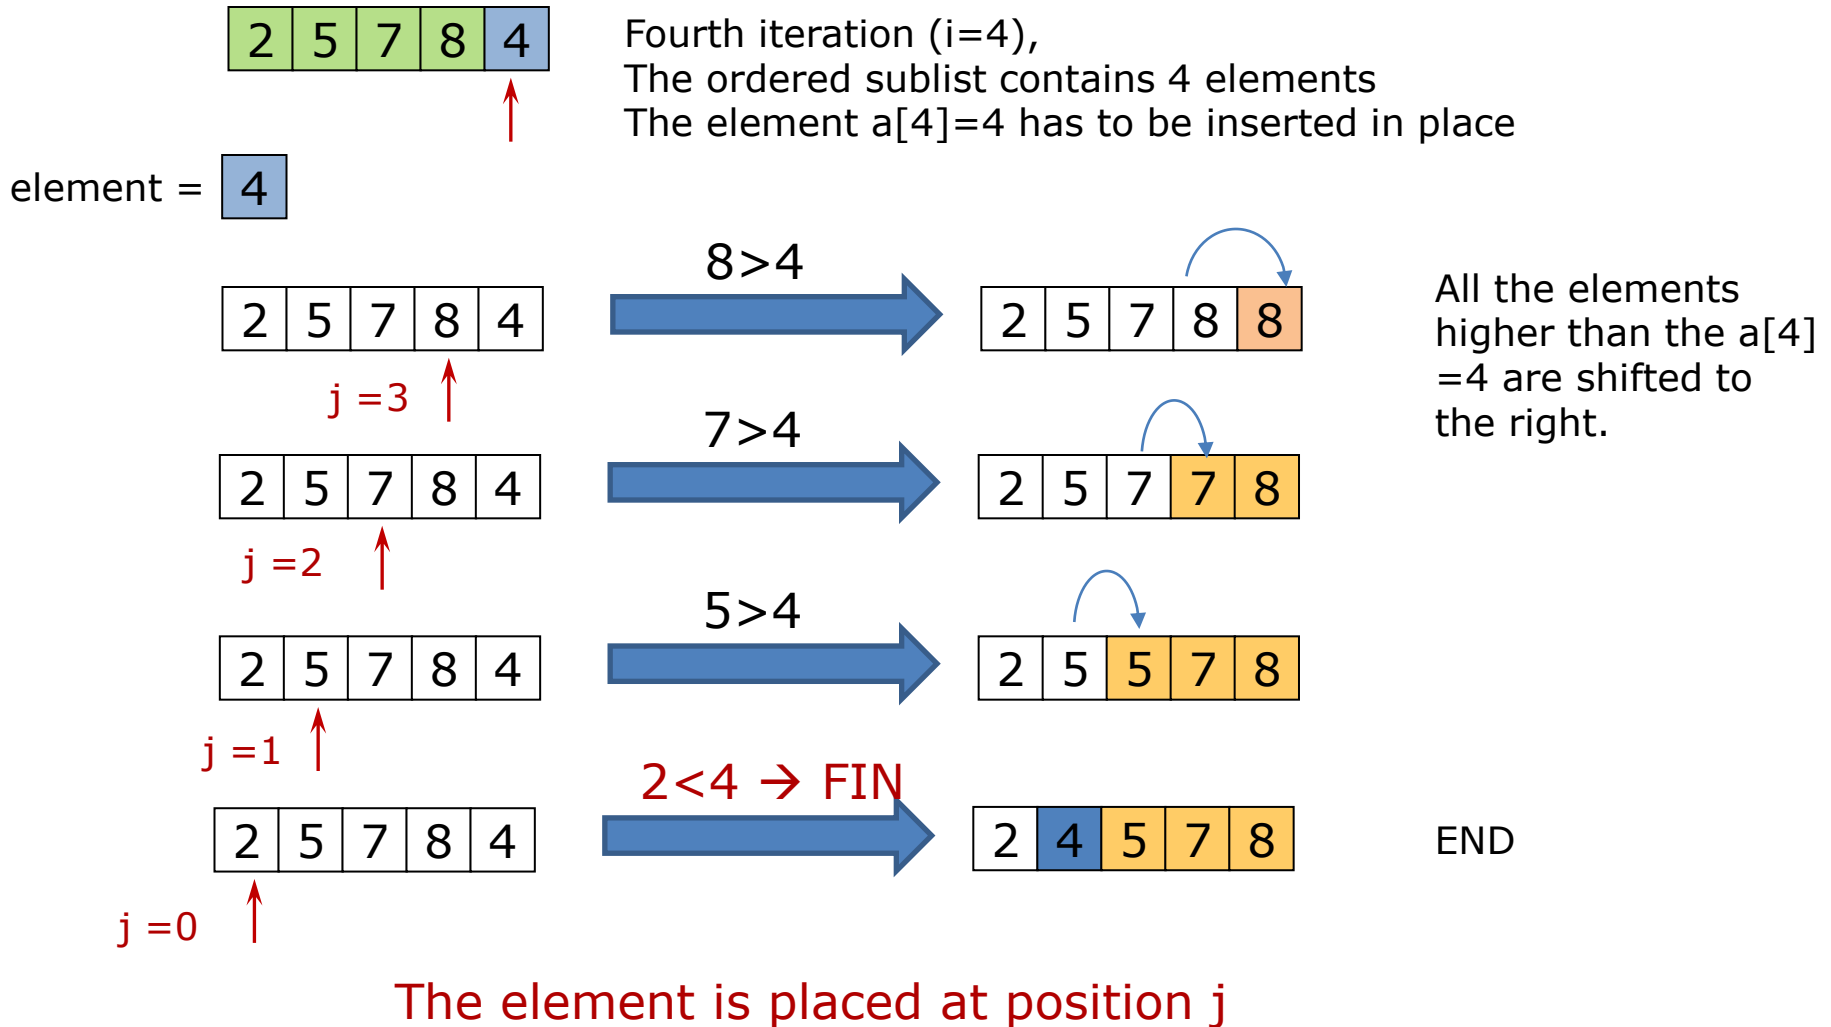 2 5 7 8 4
Fourth iteration (i=4),
The ordered sublist contains 4 elements
The element a[4]=4 has to be inserted in place
element = 4
8>4
2 5 7 8 4
2 5 7 8 8
j =3
All the elements
higher than the a[4]
=4 are shifted to
the right.
7>4
2 5 7 8 4
2 5 7 7 8
j =2
5>4
2 5 7 8 4
2 5 5 7 8
j =1
2<4 → FIN
2 5 7 8 4
2 4 5 7 8
END
j =0
The element is placed at position j